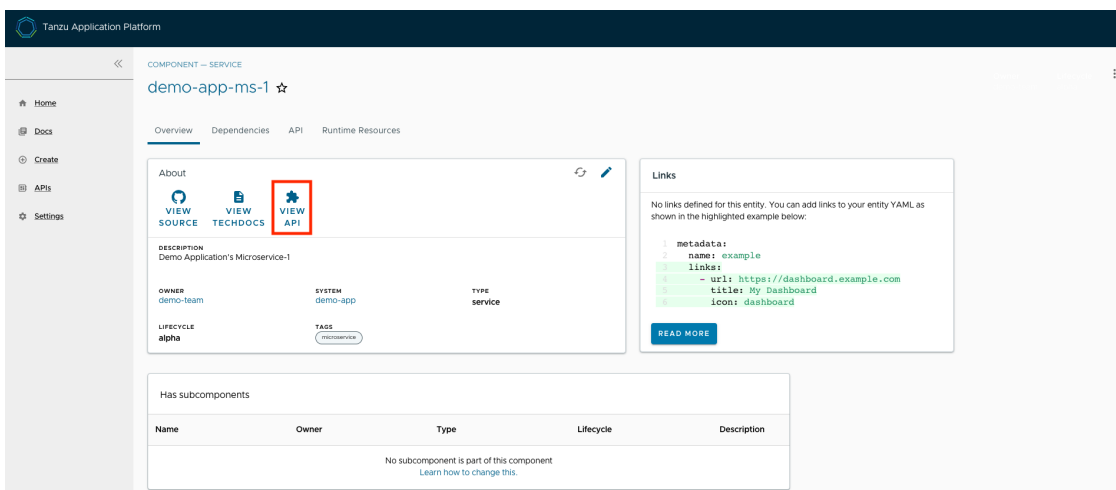 Tanzu Application Platform
COMPONENT — SERVICE
demo-app-ms-1
Home
Docs
Create
APIs
Settings
Overview Dependencies API Runtime Resources
About
VIEW SOURCE
VIEW TECHDOCS
VIEW API
DESCRIPTION
Demo Application's Microservice-1
OWNER SYSTEM TYPE
demo-team demo-app service
LIFECYCLE TAGS
alpha microservice
Links
No links defined for this entity. You can add links to your entity YAML as
shown in the highlighted example below:
1 metadata:
2 name: example
3 links:
4 - url: https://dashboard.example.com
5 title: My Dashboard
6 icon: dashboard
READ MORE
Has subcomponents
Name Owner Type Lifecycle Description
No subcomponent is part of this component
Learn how to change this.